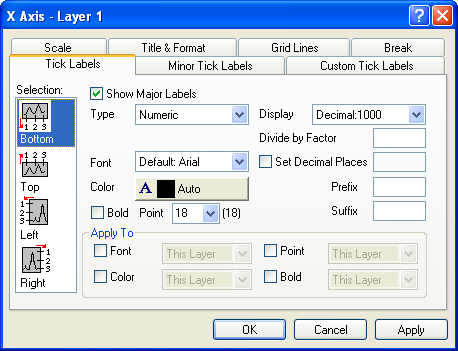 X Axis - Layer 1
Scale Title & Format Grid Lines Break
Tick Labels Minor Tick Labels Custom Tick Labels
Selection:
1 2 3
Bottom
1 2 3
Top
3
2
1
Left
3
2
1
Right
Show Major Labels
Type Numeric Display Decimal:1000
Divide by Factor
Font Default: Arial Set Decimal Places
Color A Auto Prefix
Bold Point 18 (18) Suffix
Apply To
Font This Layer Point This Layer
Color This Layer Bold This Layer
OK Cancel Apply